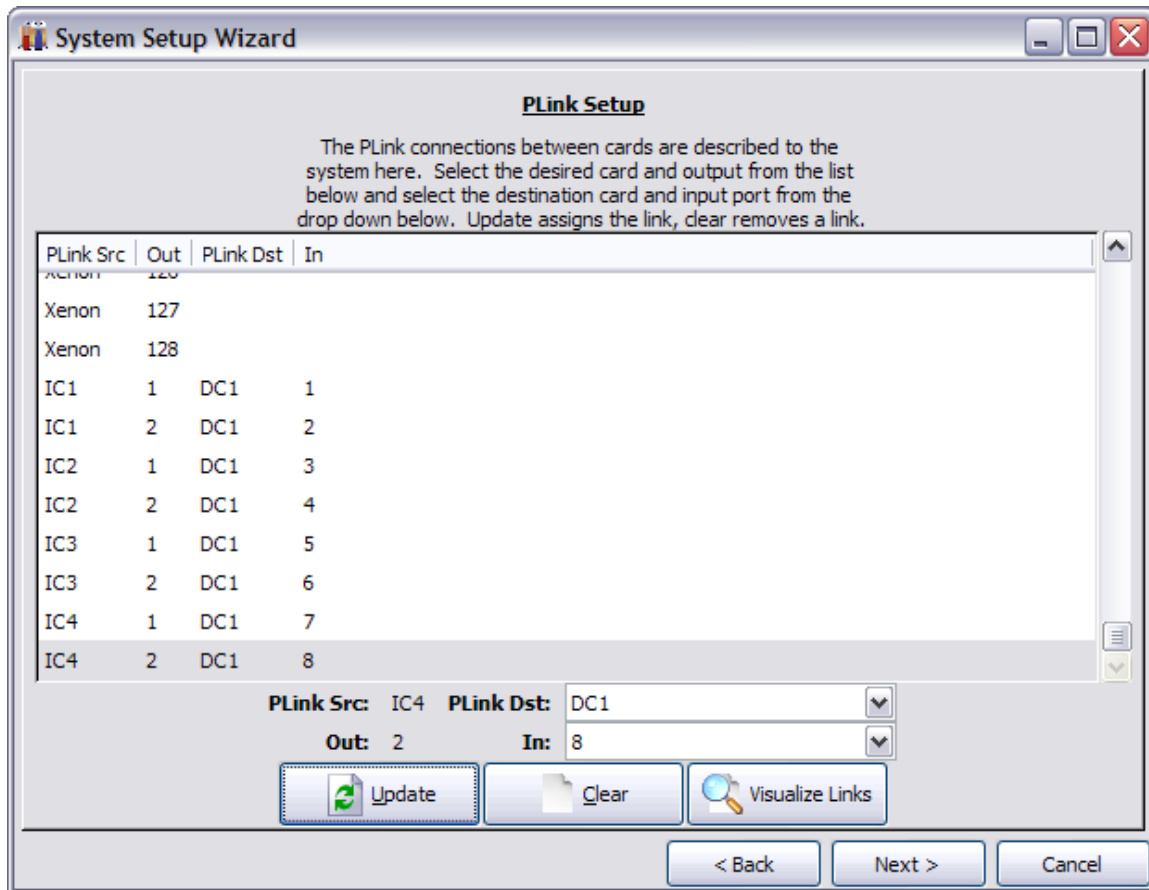 System Setup Wizard
PLink Setup
The PLink connections between cards are described to the
system here. Select the desired card and output from the list
below and select the destination card and input port from the
drop down below. Update assigns the link, clear removes a link.
PLink Src Out PLink Dst In
Xenon 127
Xenon 128
IC1 1 DC1 1
IC1 2 DC1 2
IC2 1 DC1 3
IC2 2 DC1 4
IC3 1 DC1 5
IC3 2 DC1 6
IC4 1 DC1 7
IC4 2 DC1 8
PLink Src: IC4 PLink Dst: DC1
Out: 2 In: 8
Update Clear Visualize Links
< Back Next > Cancel